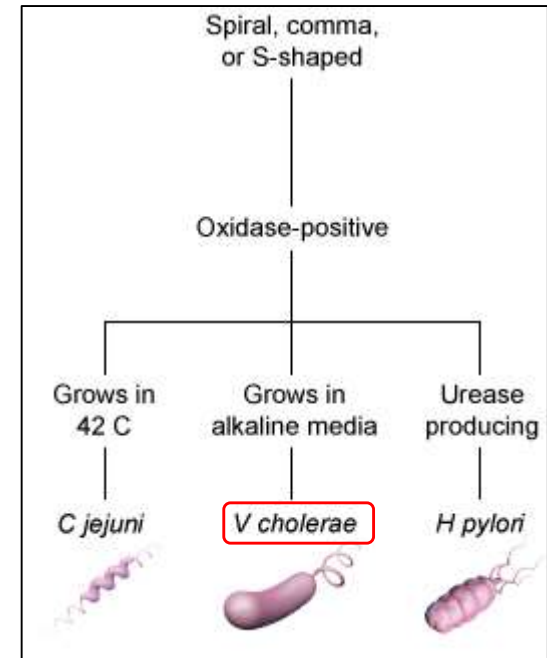 Spiral, comma,
or S-shaped
Oxidase-positive
Grows in
42 C
Grows in
alkaline media
Urease
producing
C jejuni
V cholerae
H pylori